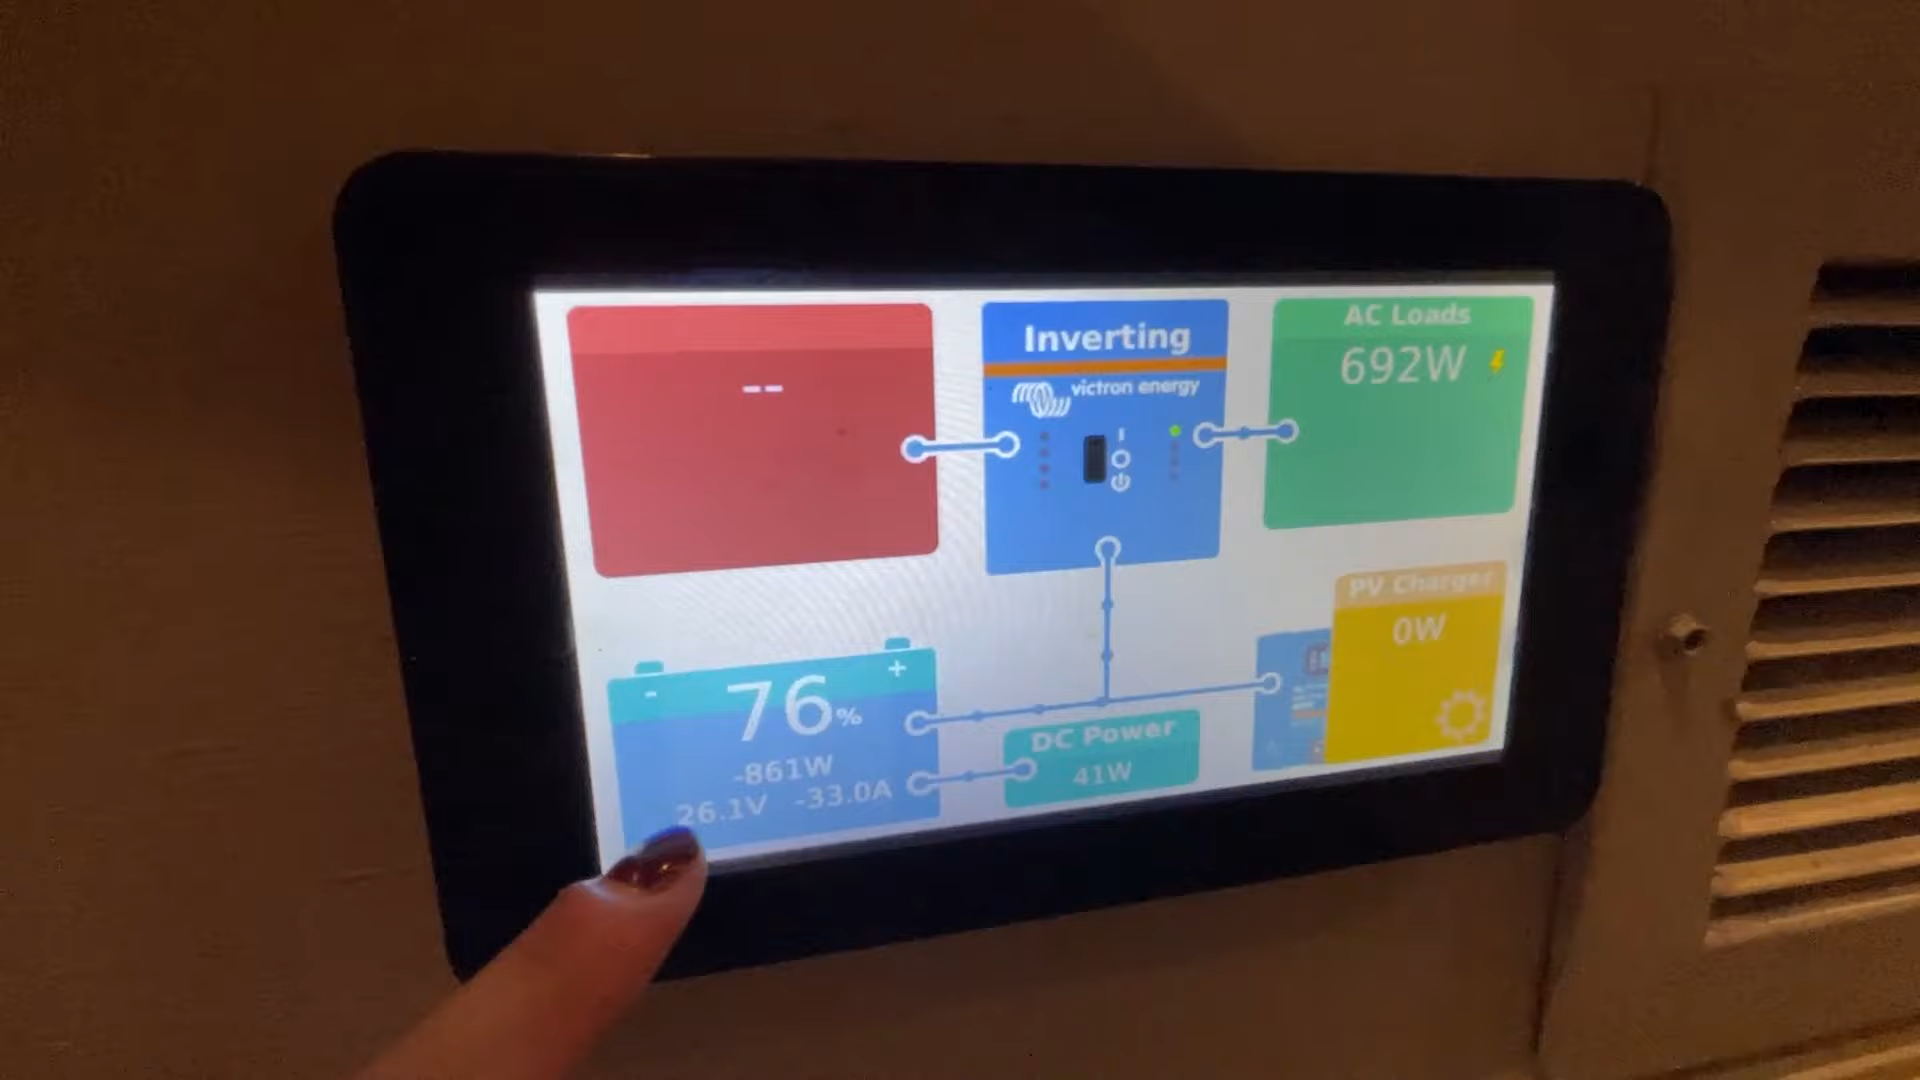 --
Inverting
victron energy
I
AC Loads
692W
PV Charger
0W
- +
76%
-861W
26.1V -33.0A
DC Power
41W